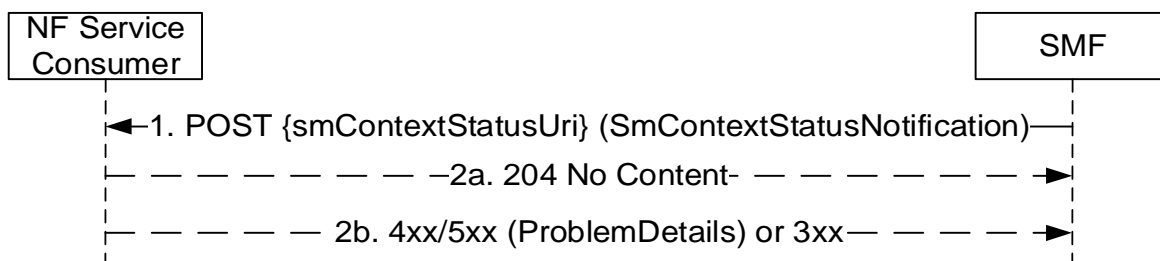 NF Service
Consumer
SMF
1. POST {smContextStatusUri} (SmContextStatusNotification)
2a. 204 No Content
2b. 4xx/5xx (ProblemDetails) or 3xx